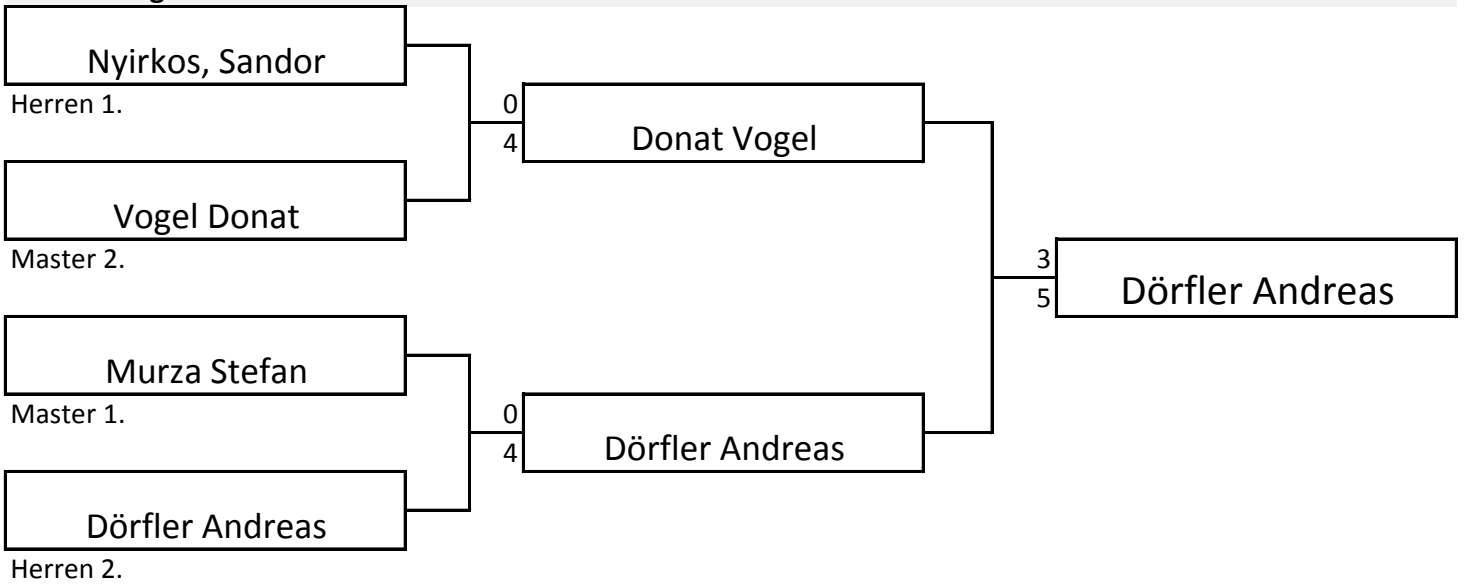 Nyirkos, Sandor
Herren 1.
0
4
Donat Vogel
Vogel Donat
Master 2.
3
5
Dörfler Andreas
Murza Stefan
Master 1.
0
4
Dörfler Andreas
Dörfler Andreas
Herren 2.